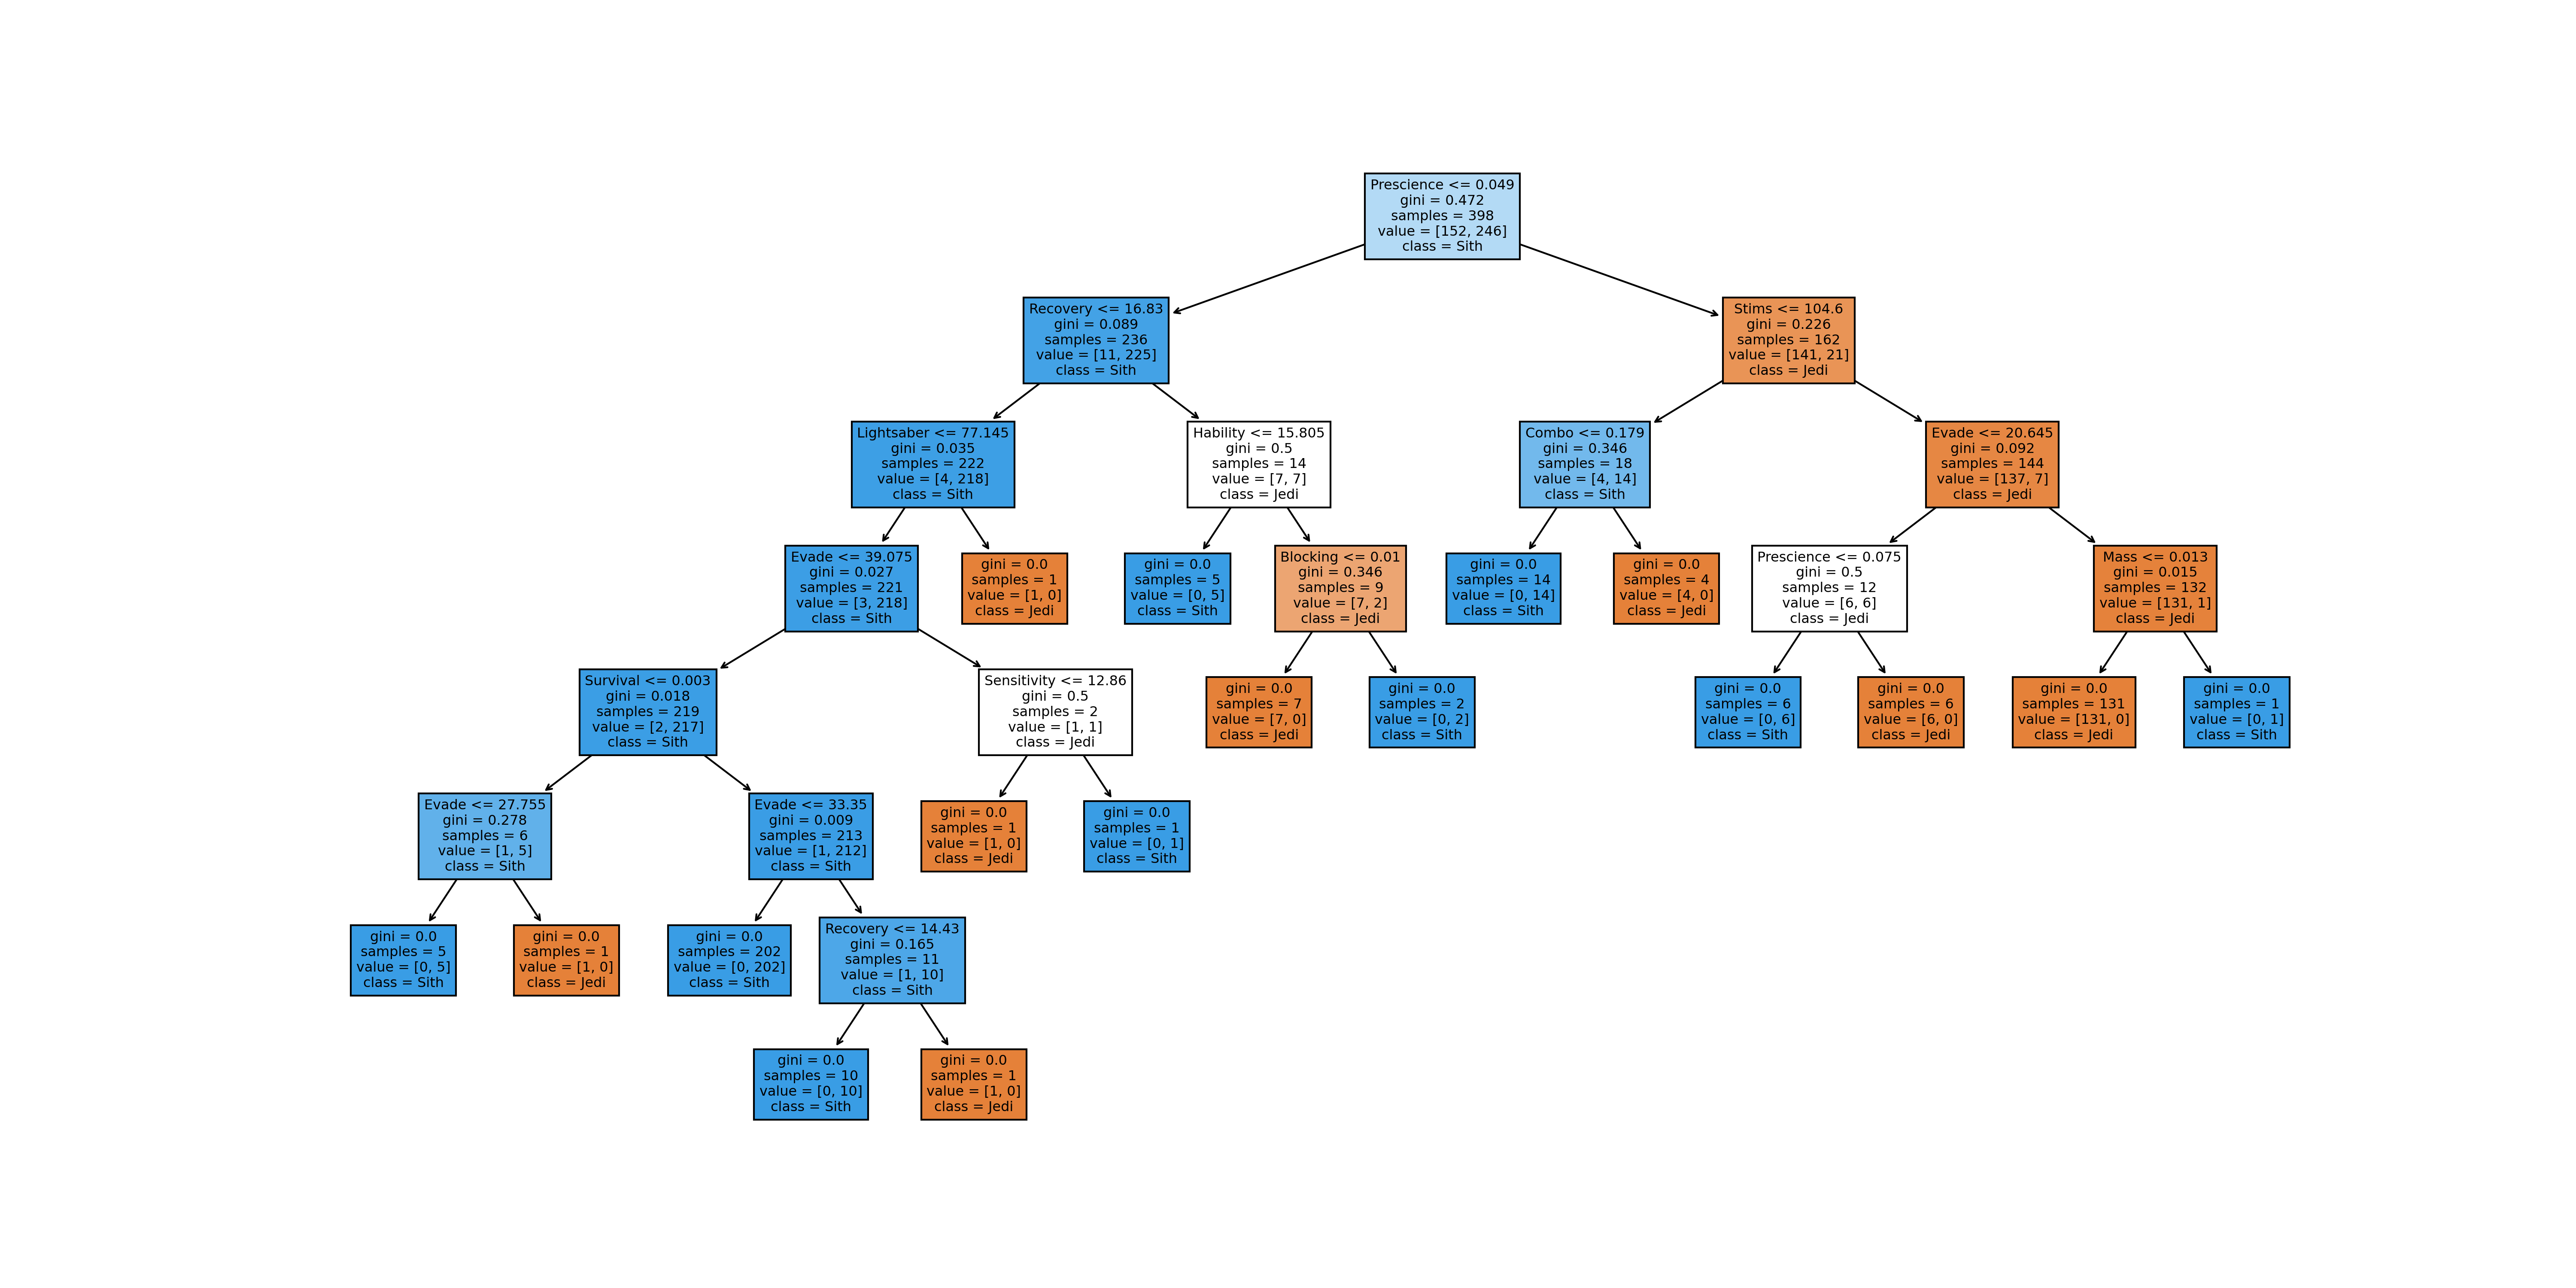 Prescience <= 0.049
gini = 0.472
samples = 398
value = [152, 246]
class = Sith
Recovery <= 16.83
gini = 0.089
samples = 236
value = [11, 225]
class = Sith
Stims <= 104.6
gini = 0.226
samples = 162
value = [141, 21]
class = Jedi
Lightsaber <= 77.145
gini = 0.035
samples = 222
value = [4, 218]
class = Sith
Hability <= 15.805
gini = 0.5
samples = 14
value = [7, 7]
class = Jedi
Combo <= 0.179
gini = 0.346
samples = 18
value = [4, 14]
class = Sith
Evade <= 20.645
gini = 0.092
samples = 144
value = [137, 7]
class = Jedi
Evade <= 39.075
gini = 0.027
samples = 221
value = [3, 218]
class = Sith
gini = 0.0
samples = 1
value = [1, 0]
class = Jedi
gini = 0.0
samples = 5
value = [0, 5]
class = Sith
Blocking <= 0.01
gini = 0.346
samples = 9
value = [7, 2]
class = Jedi
gini = 0.0
samples = 14
value = [0, 14]
class = Sith
gini = 0.0
samples = 4
value = [4, 0]
class = Jedi
Prescience <= 0.075
gini = 0.5
samples = 12
value = [6, 6]
class = Jedi
Mass <= 0.013
gini = 0.015
samples = 132
value = [131, 1]
class = Jedi
Survival <= 0.003
gini = 0.018
samples = 219
value = [2, 217]
class = Sith
Sensitivity <= 12.86
gini = 0.5
samples = 2
value = [1, 1]
class = Jedi
gini = 0.0
samples = 7
value = [7, 0]
class = Jedi
gini = 0.0
samples = 2
value = [0, 2]
class = Sith
gini = 0.0
samples = 6
value = [0, 6]
class = Sith
gini = 0.0
samples = 6
value = [6, 0]
class = Jedi
gini = 0.0
samples = 131
value = [131, 0]
class = Jedi
gini = 0.0
samples = 1
value = [0, 1]
class = Sith
Evade <= 27.755
gini = 0.278
samples = 6
value = [1, 5]
class = Sith
Evade <= 33.35
gini = 0.009
samples = 213
value = [1, 212]
class = Sith
gini = 0.0
samples = 1
value = [1, 0]
class = Jedi
gini = 0.0
samples = 1
value = [0, 1]
class = Sith
gini = 0.0
samples = 5
value = [0, 5]
class = Sith
gini = 0.0
samples = 1
value = [1, 0]
class = Jedi
gini = 0.0
samples = 202
value = [0, 202]
class = Sith
Recovery <= 14.43
gini = 0.165
samples = 11
value = [1, 10]
class = Sith
gini = 0.0
samples = 10
value = [0, 10]
class = Sith
gini = 0.0
samples = 1
value = [1, 0]
class = Jedi